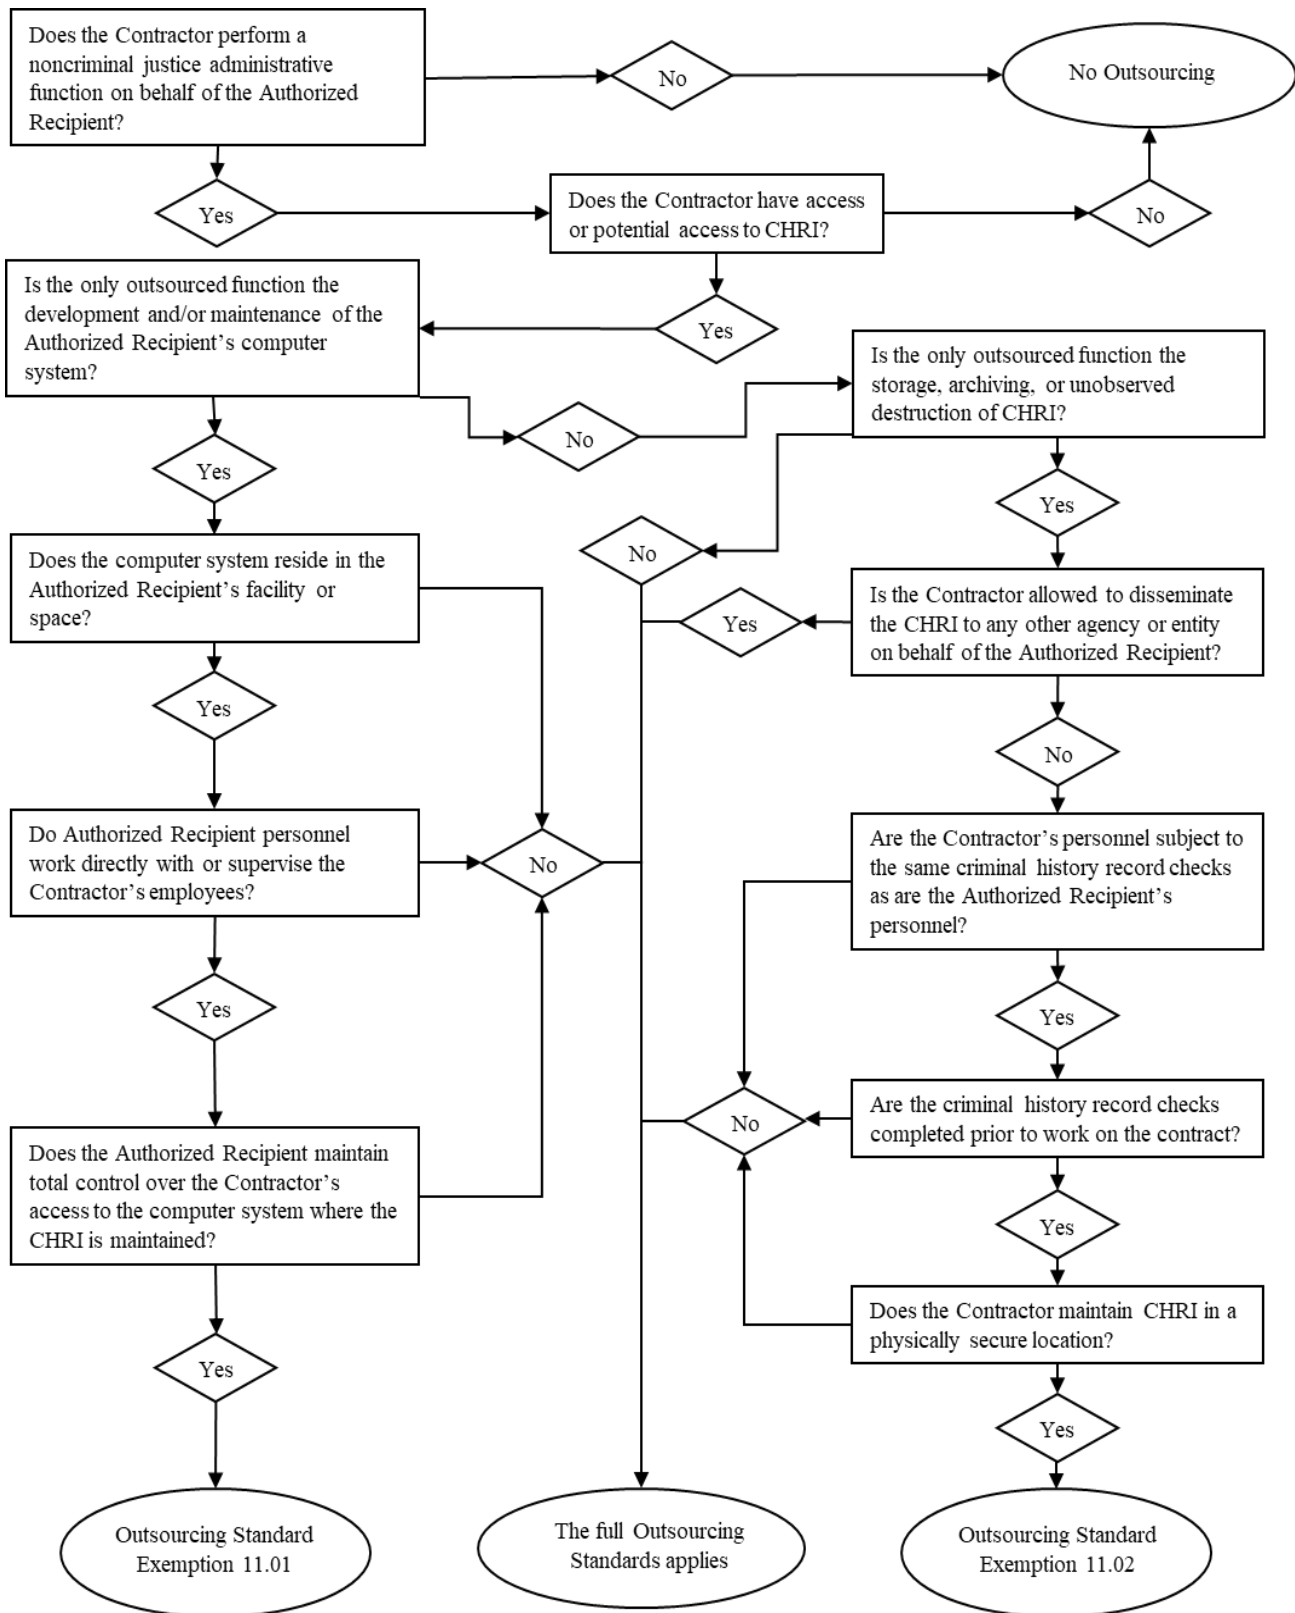 Does the Contractor perform a
noncriminal justice administrative
function on behalf of the Authorized
Recipient?
No
No Outsourcing
Yes
Does the Contractor have access
or potential access to CHRI?
No
Yes
Is the only outsourced function the
development and/or maintenance of the
Authorized Recipient's computer
system?
No
Is the only outsourced function the
storage, archiving, or unobserved
destruction of CHRI?
Yes
Yes
No
Does the computer system reside in the
Authorized Recipient's facility or
space?
Is the Contractor allowed to disseminate
the CHRI to any other agency or entity
on behalf of the Authorized Recipient?
Yes
Yes
No
Do Authorized Recipient personnel
work directly with or supervise the
Contractor's employees?
No
Are the Contractor's personnel subject to
the same criminal history record checks
as are the Authorized Recipient's
personnel?
Yes
Yes
Does the Authorized Recipient maintain
total control over the Contractor's
access to the computer system where the
CHRI is maintained?
No
Are the criminal history record checks
completed prior to work on the contract?
Yes
Does the Contractor maintain CHRI in a
physically secure location?
Yes
Yes
Outsourcing Standard
Exemption 11.01
The full Outsourcing
Standards applies
Outsourcing Standard
Exemption 11.02